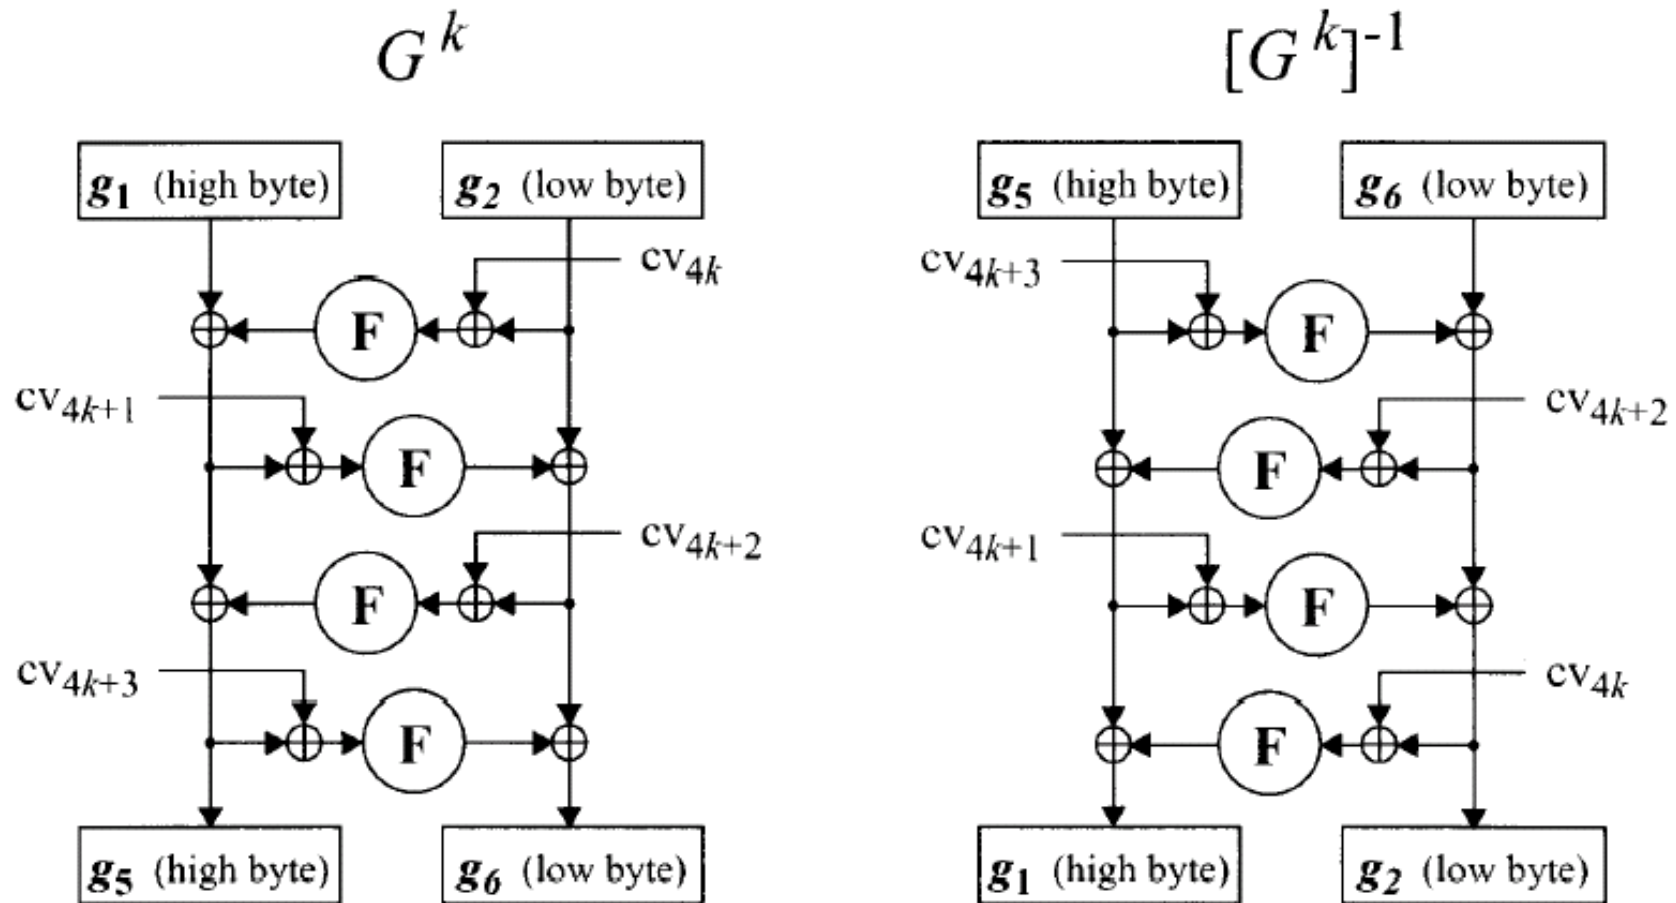 G^k [G^k]^-1
g1 (high byte) g2 (low byte) g5 (high byte) g6 (low byte)
cv4k cv4k+3
F F
cv4k+1 cv4k+2
F F
cv4k+2 cv4k+1
F F
cv4k+3 cv4k
F F
g5 (high byte) g6 (low byte) g1 (high byte) g2 (low byte)